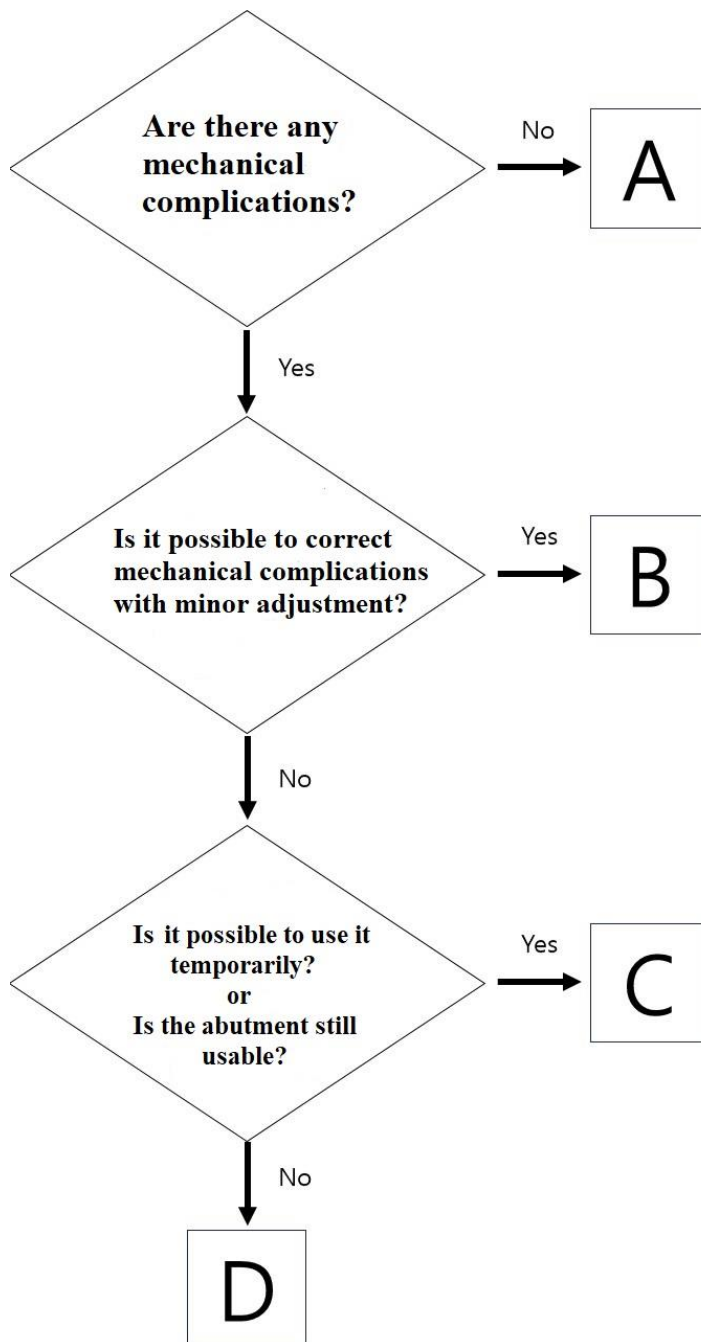 Are there any
mechanical
complications?
No
A
Yes
Is it possible to correct
mechanical complications
with minor adjustment?
Yes
B
No
Is it possible to use it
temporarily?
or
Is the abutment still
usable?
Yes
C
No
D